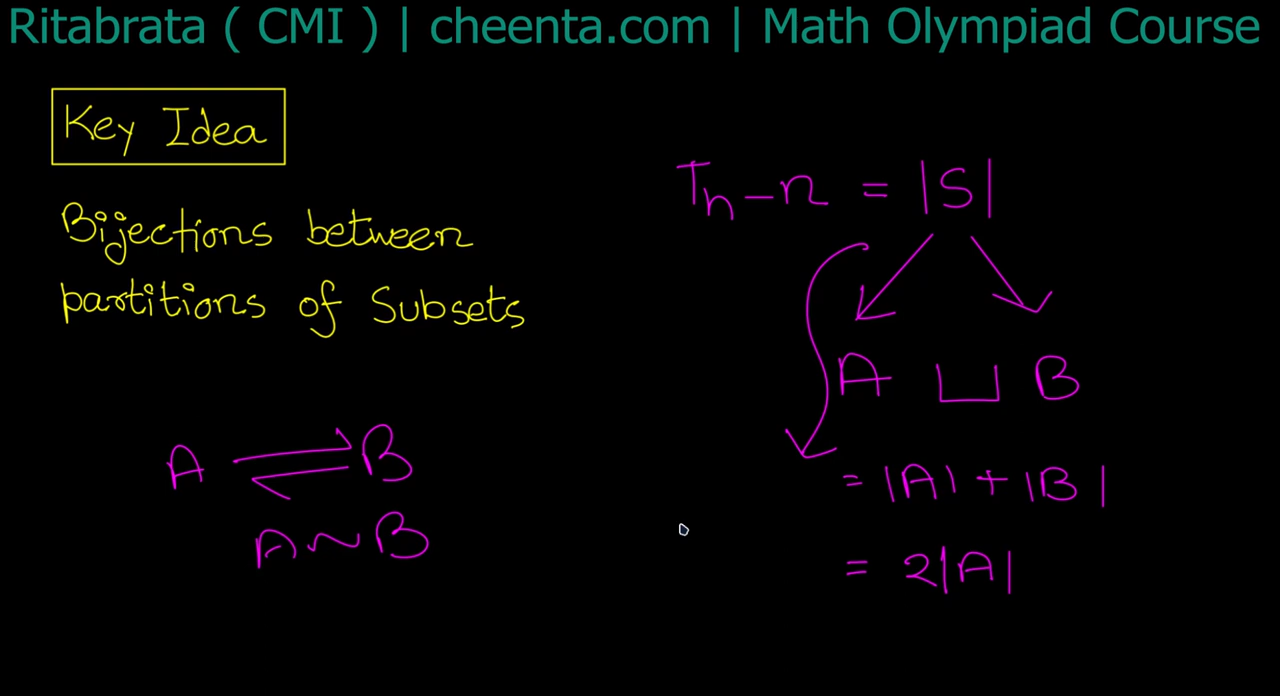 Ritabrata ( CMI ) | cheenta.com | Math Olympiad Course
Key Idea
Bijections between
partitions of Subsets
A ⇌ B
A ~ B
Tn - n = |S|
A ⊔ B
= |A| + |B|
= 2|A|